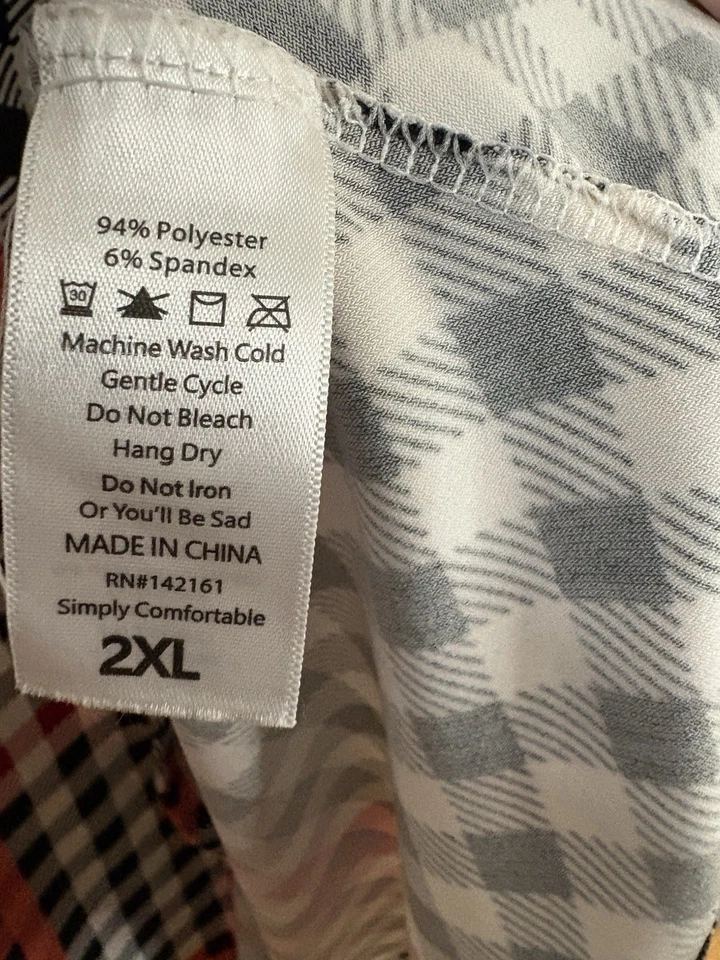 94% Polyester
6% Spandex
30
Machine Wash Cold
Gentle Cycle
Do Not Bleach
Hang Dry
Do Not Iron
Or You'll Be Sad
MADE IN CHINA
RN#142161
Simply Comfortable
2XL